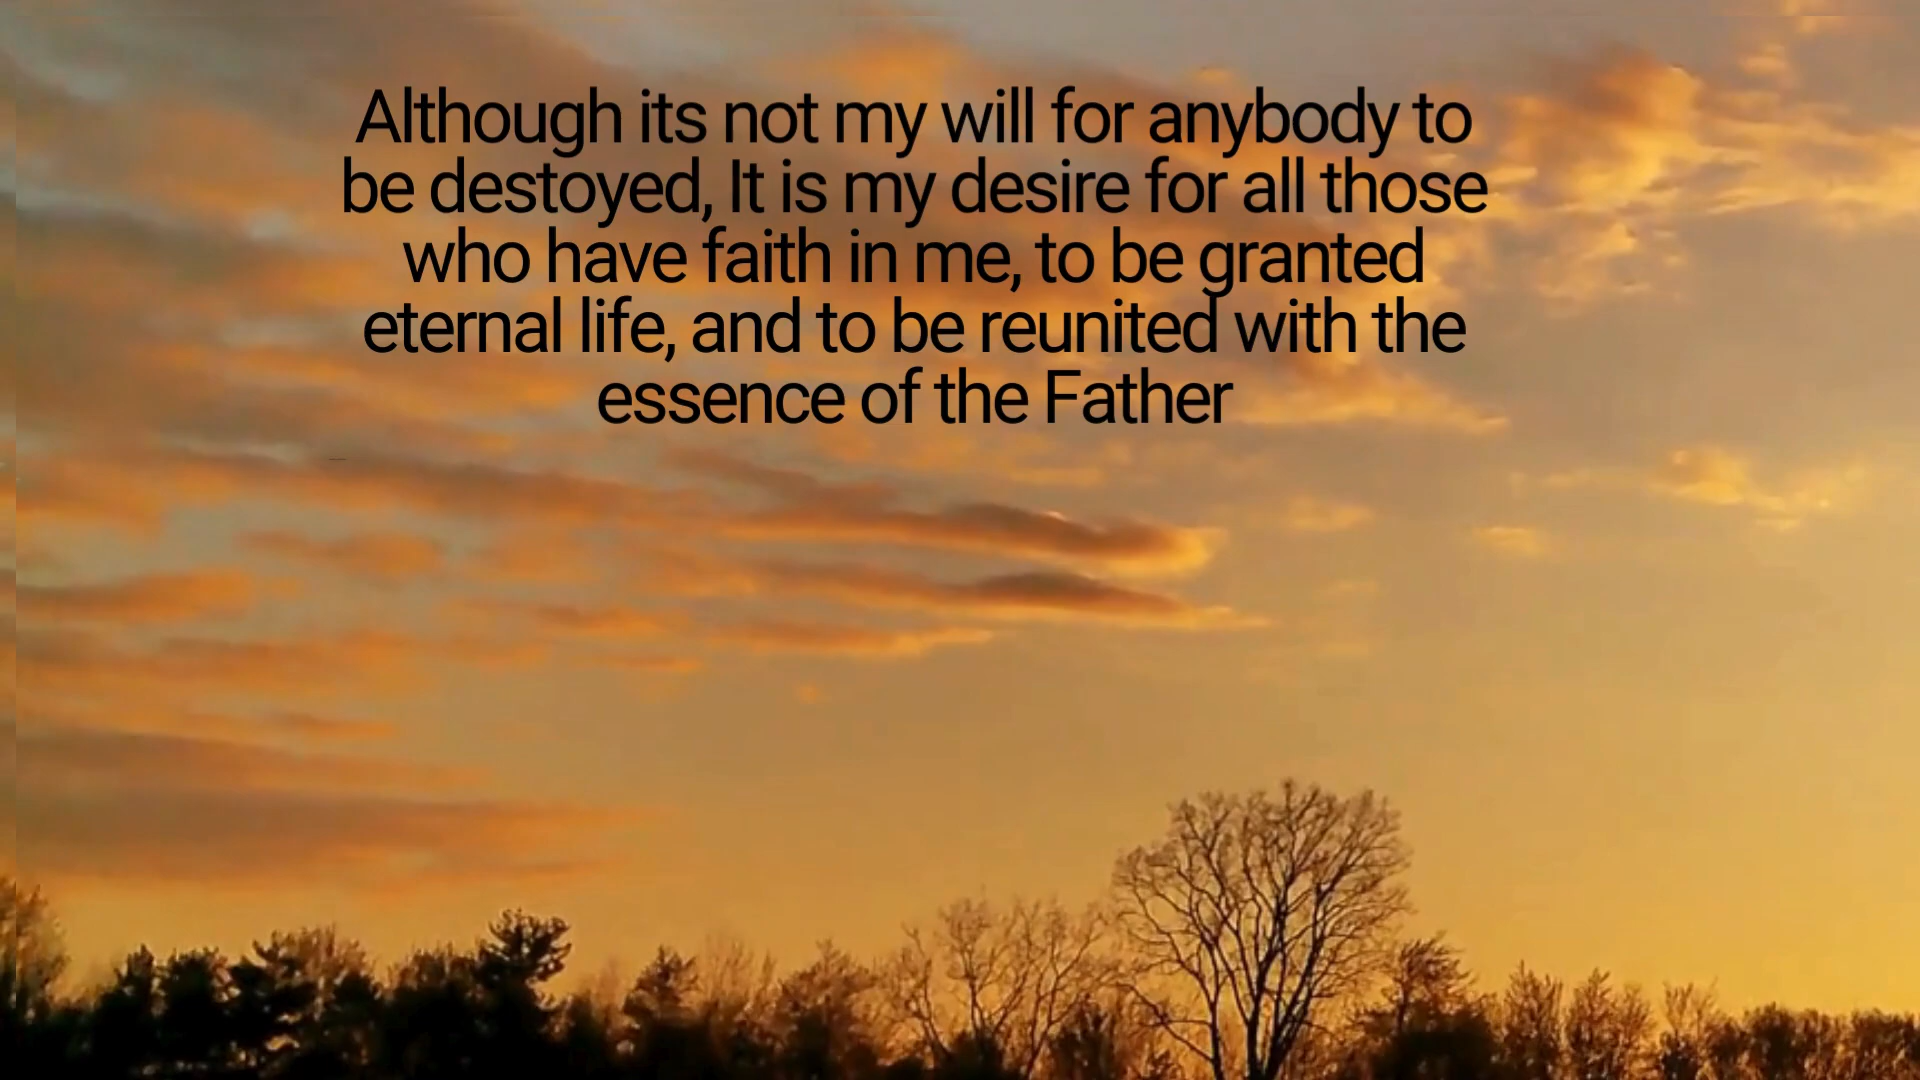 Although its not my will for anybody to
be destoyed, It is my desire for all those
who have faith in me, to be granted
eternal life, and to be reunited with the
essence of the Father